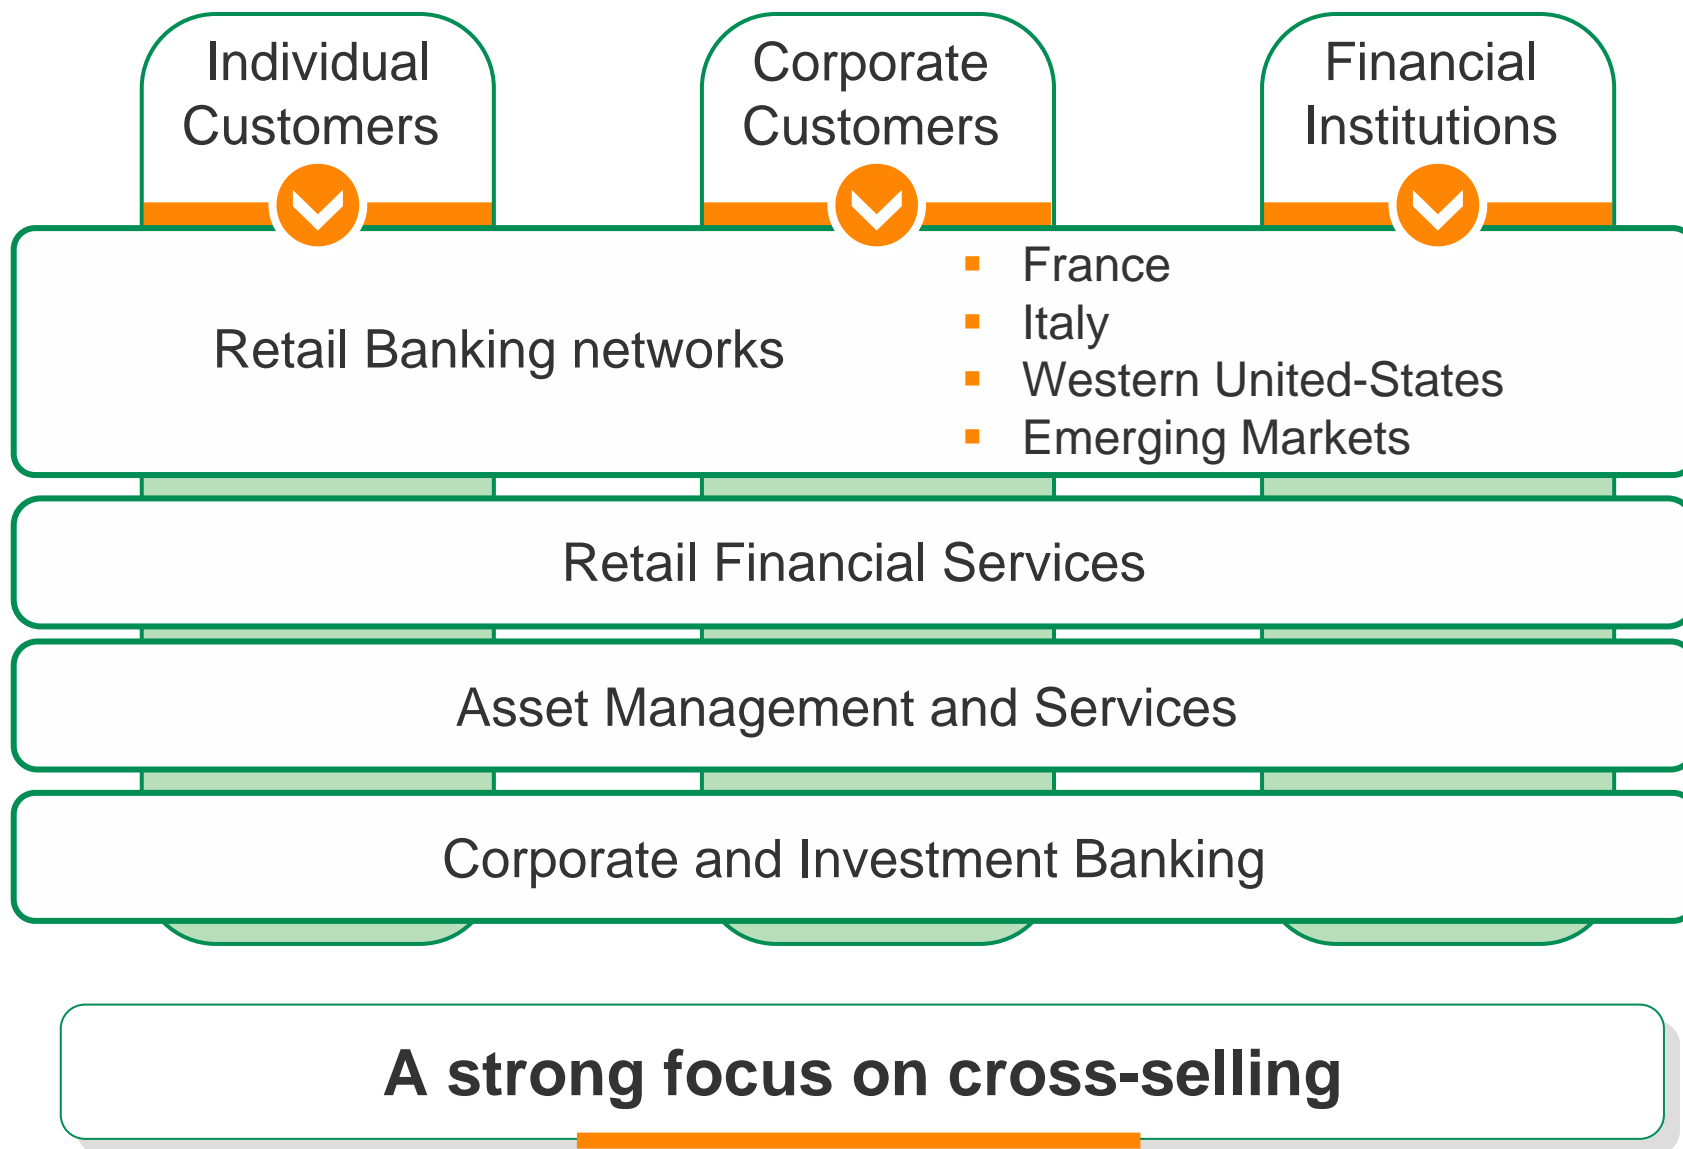 Individual
Customers
Corporate
Customers
Financial
Institutions
Retail Banking networks
France
Italy
Western United-States
Emerging Markets
Retail Financial Services
Asset Management and Services
Corporate and Investment Banking
A strong focus on cross-selling